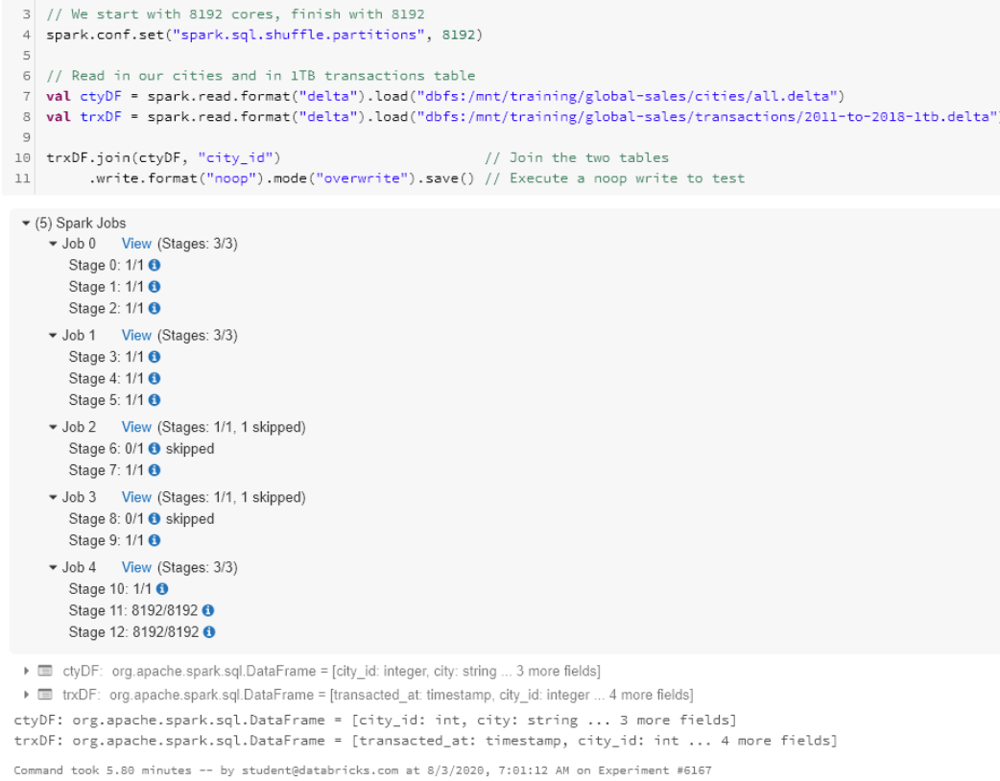 3 // We start with 8192 cores, finish with 8192
4 spark.conf.set("spark.sql.shuffle.partitions", 8192)
5
6 // Read in our cities and in 1TB transactions table
7 val ctyDF = spark.read.format("delta").load("dbfs:/mnt/training/global-sales/cities/all.delta")
8 val trxDF = spark.read.format("delta").load("dbfs:/mnt/training/global-sales/transactions/2011-to-2018-1tb.delta")
9
10 trxDF.join(ctyDF, "city_id") // Join the two tables
11 .write.format("noop").mode("overwrite").save() // Execute a noop write to test
(5) Spark Jobs
Job 0 View (Stages: 3/3)
Stage 0: 1/1
Stage 1: 1/1
Stage 2: 1/1
Job 1 View (Stages: 3/3)
Stage 3: 1/1
Stage 4: 1/1
Stage 5: 1/1
Job 2 View (Stages: 1/1, 1 skipped)
Stage 6: 0/1 skipped
Stage 7: 1/1
Job 3 View (Stages: 1/1, 1 skipped)
Stage 8: 0/1 skipped
Stage 9: 1/1
Job 4 View (Stages: 3/3)
Stage 10: 1/1
Stage 11: 8192/8192
Stage 12: 8192/8192
ctyDF: org.apache.spark.sql.DataFrame = [city_id: integer, city: string ... 3 more fields]
trxDF: org.apache.spark.sql.DataFrame = [transacted_at: timestamp, city_id: integer ... 4 more fields]
ctyDF: org.apache.spark.sql.DataFrame = [city_id: int, city: string ... 3 more fields]
trxDF: org.apache.spark.sql.DataFrame = [transacted_at: timestamp, city_id: int ... 4 more fields]
Command took 5.80 minutes -- by student@databricks.com at 8/3/2020, 7:01:12 AM on Experiment #6167